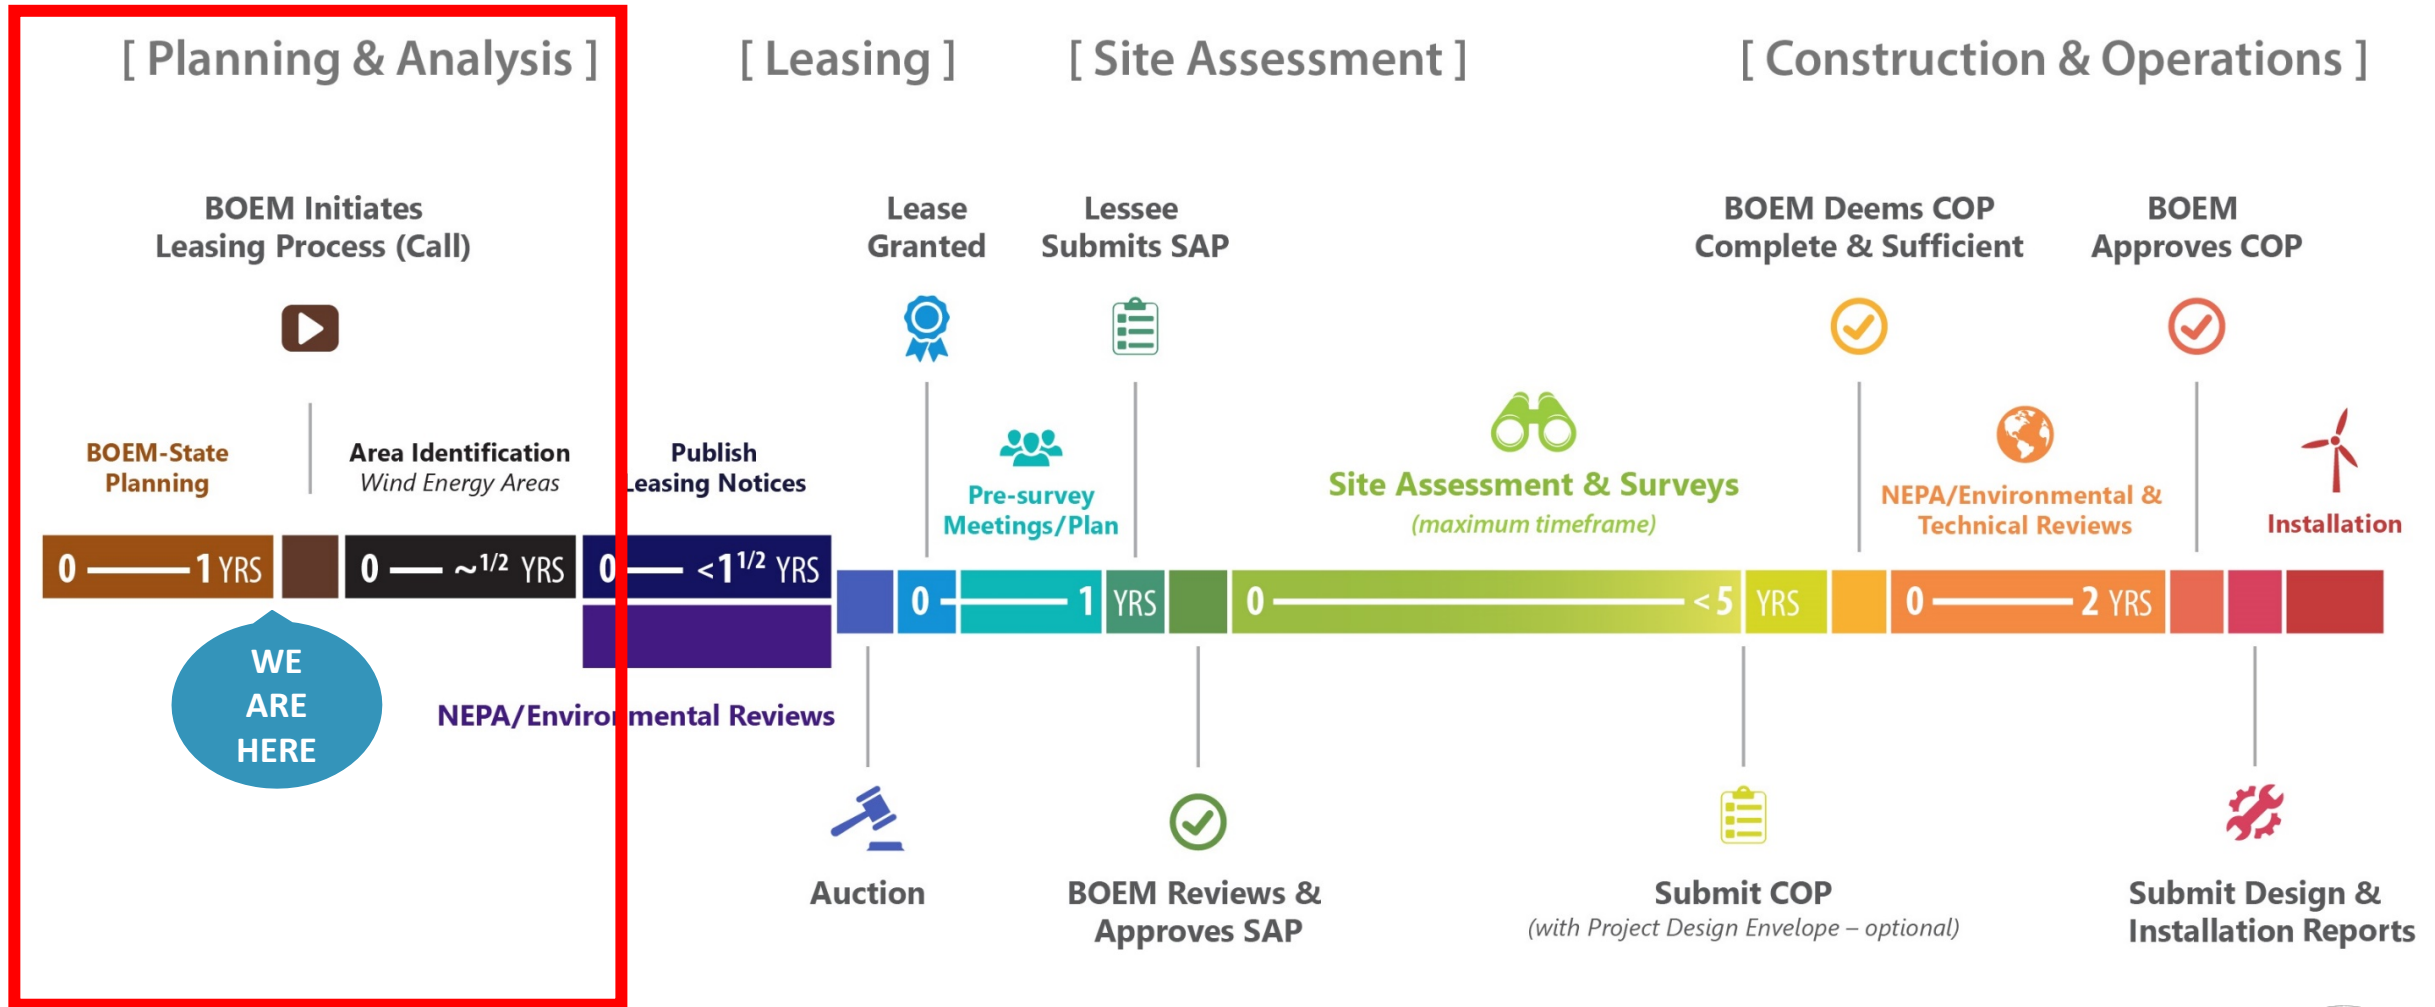 [ Planning & Analysis ]
[ Leasing ]
[ Site Assessment ]
[ Construction & Operations ]
BOEM Initiates
Leasing Process (Call)
Lease
Granted
Lessee
Submits SAP
BOEM Deems COP
Complete & Sufficient
BOEM
Approves COP
BOEM-State
Planning
Area Identification
Wind Energy Areas
Publish
Leasing Notices
Pre-survey
Meetings/Plan
Site Assessment & Surveys
(maximum timeframe)
NEPA/Environmental &
Technical Reviews
Installation
0 — 1 YRS
0 — ~1/2 YRS
0 — <1 1/2 YRS
0 — 1 YRS
0 — <5 YRS
0 — 2 YRS
WE
ARE
HERE
NEPA/Environmental Reviews
Auction
BOEM Reviews &
Approves SAP
Submit COP
(with Project Design Envelope – optional)
Submit Design &
Installation Reports